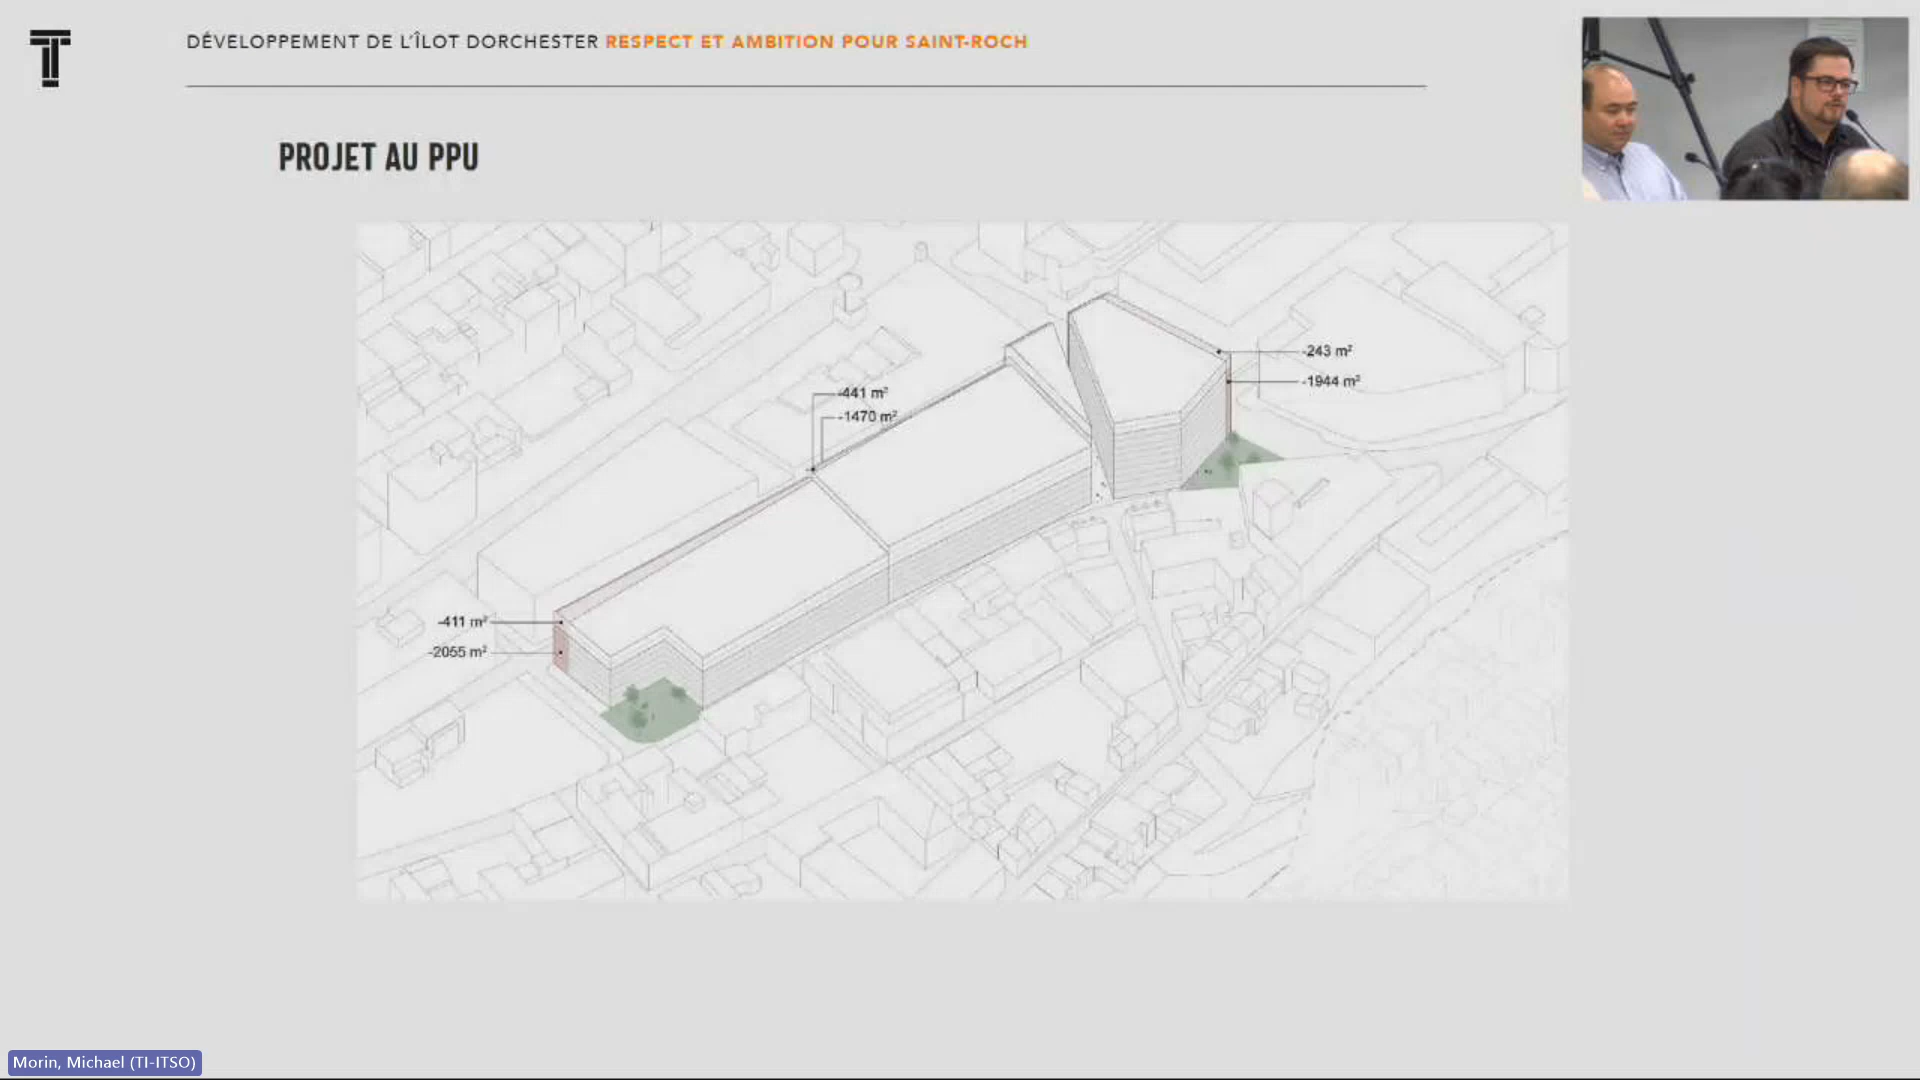 DÉVELOPPEMENT DE L'ÎLOT DORCHESTER RESPECT ET AMBITION POUR SAINT-ROCH
PROJET AU PPU
-243 m²
-1944 m²
-441 m²
-1470 m²
-411 m²
-2055 m²
Morin, Michael (TI-ITSO)